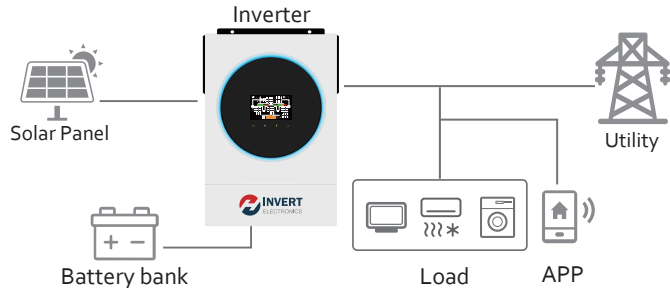 Inverter
Solar Panel
Utility
INVERT
ELECTRONICS
Battery bank
Load
APP